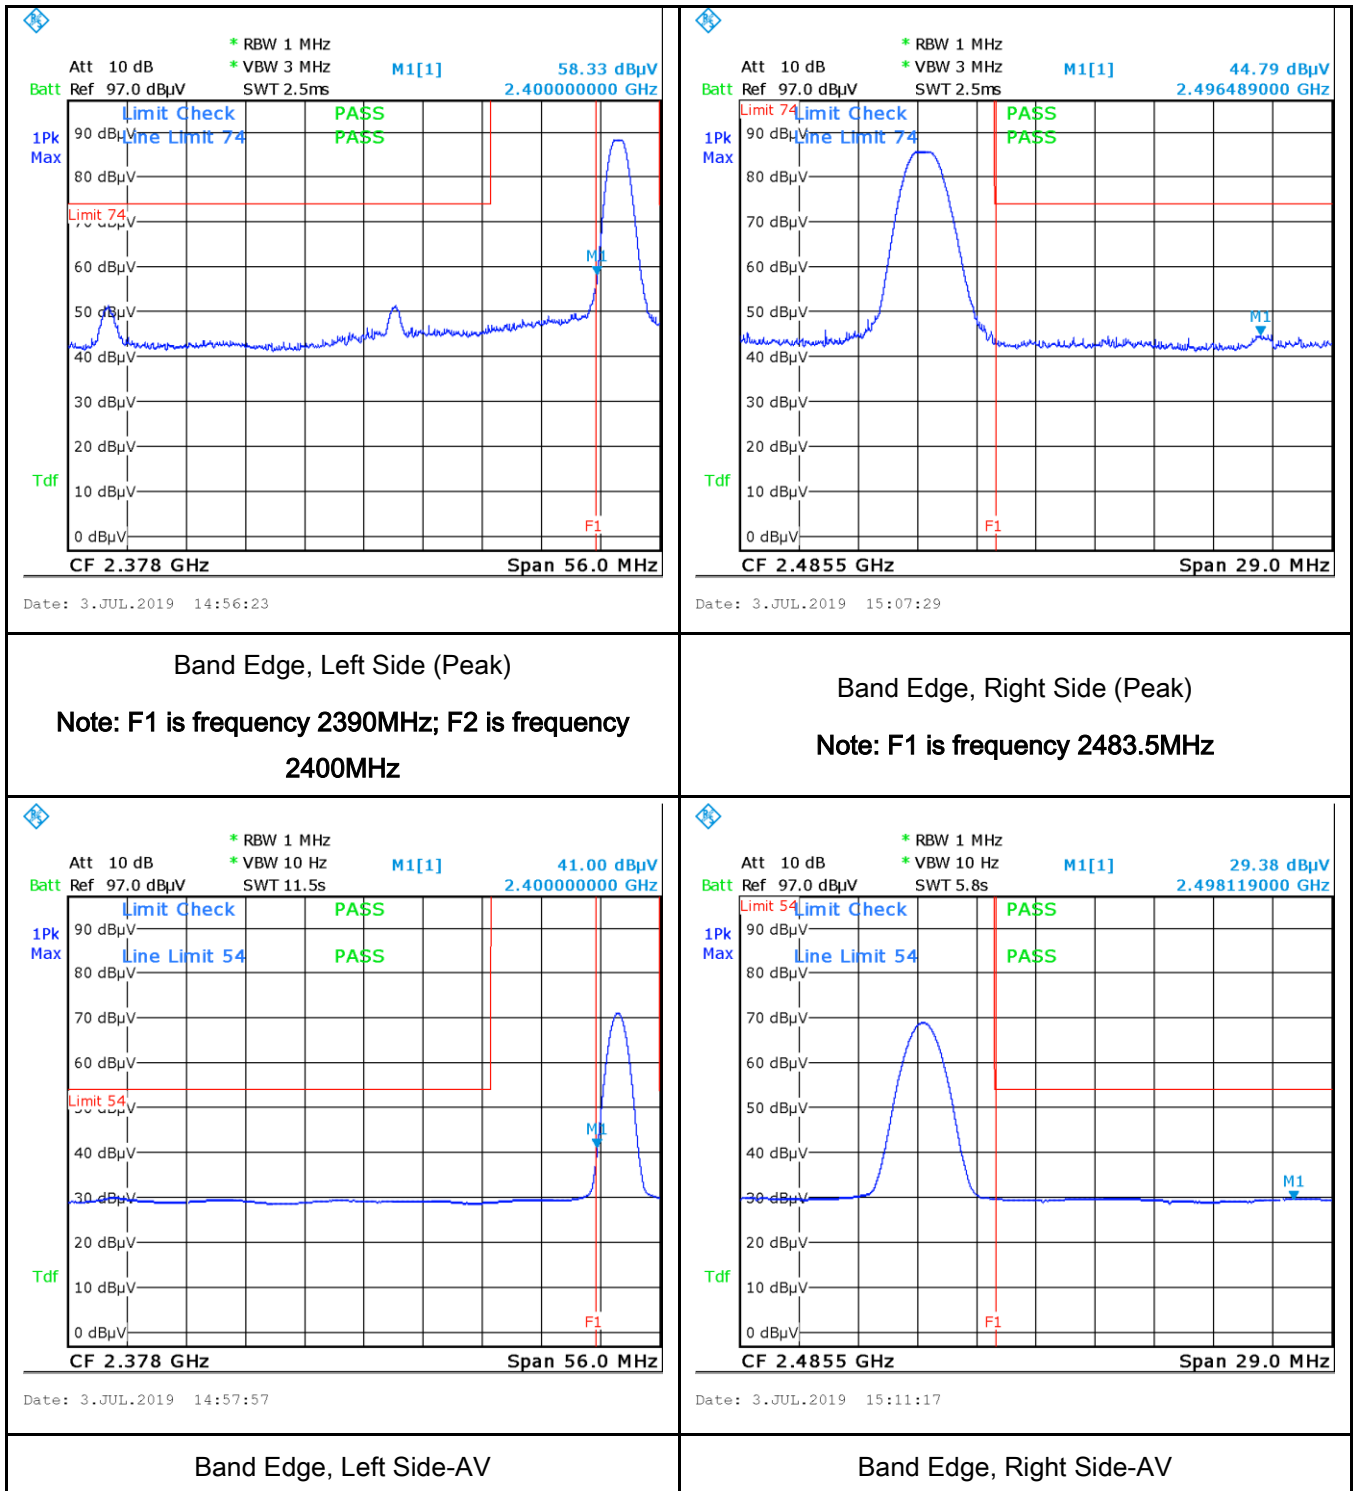 * RBW 1 MHz
Att 10 dB * VBW 3 MHz M1[1] 58.33 dBµV
Batt Ref 97.0 dBµV SWT 2.5ms 2.400000000 GHz
Limit Check PASS
90 dBµV
Line Limit 74 PASS
1Pk
Max
80 dBµV
Limit 74
70 dBµV
M1
60 dBµV
50 dBµV
40 dBµV
30 dBµV
20 dBµV
Tdf
10 dBµV
F1
0 dBµV
CF 2.378 GHz Span 56.0 MHz
Date: 3.JUL.2019 14:56:23
* RBW 1 MHz
Att 10 dB * VBW 3 MHz M1[1] 44.79 dBµV
Batt Ref 97.0 dBµV SWT 2.5ms 2.496489000 GHz
Limit 74 Limit Check PASS
90 dBµV
Line Limit 74 PASS
1Pk
Max
80 dBµV
70 dBµV
60 dBµV
50 dBµV
M1
40 dBµV
30 dBµV
20 dBµV
Tdf
10 dBµV
F1
0 dBµV
CF 2.4855 GHz Span 29.0 MHz
Date: 3.JUL.2019 15:07:29
Band Edge, Left Side (Peak)
Note: F1 is frequency 2390MHz; F2 is frequency
2400MHz
Band Edge, Right Side (Peak)
Note: F1 is frequency 2483.5MHz
* RBW 1 MHz
Att 10 dB * VBW 10 Hz M1[1] 41.00 dBµV
Batt Ref 97.0 dBµV SWT 11.5s 2.400000000 GHz
Limit Check PASS
90 dBµV
1Pk
Max
Line Limit 54 PASS
80 dBµV
70 dBµV
60 dBµV
Limit 54
50 dBµV
M1
40 dBµV
30 dBµV
20 dBµV
Tdf
10 dBµV
F1
0 dBµV
CF 2.378 GHz Span 56.0 MHz
Date: 3.JUL.2019 14:57:57
* RBW 1 MHz
Att 10 dB * VBW 10 Hz M1[1] 29.38 dBµV
Batt Ref 97.0 dBµV SWT 5.8s 2.498119000 GHz
Limit 54 Limit Check PASS
90 dBµV
1Pk
Max
Line Limit 54 PASS
80 dBµV
70 dBµV
60 dBµV
50 dBµV
40 dBµV
M1
30 dBµV
20 dBµV
Tdf
10 dBµV
F1
0 dBµV
CF 2.4855 GHz Span 29.0 MHz
Date: 3.JUL.2019 15:11:17
Band Edge, Left Side-AV
Band Edge, Right Side-AV